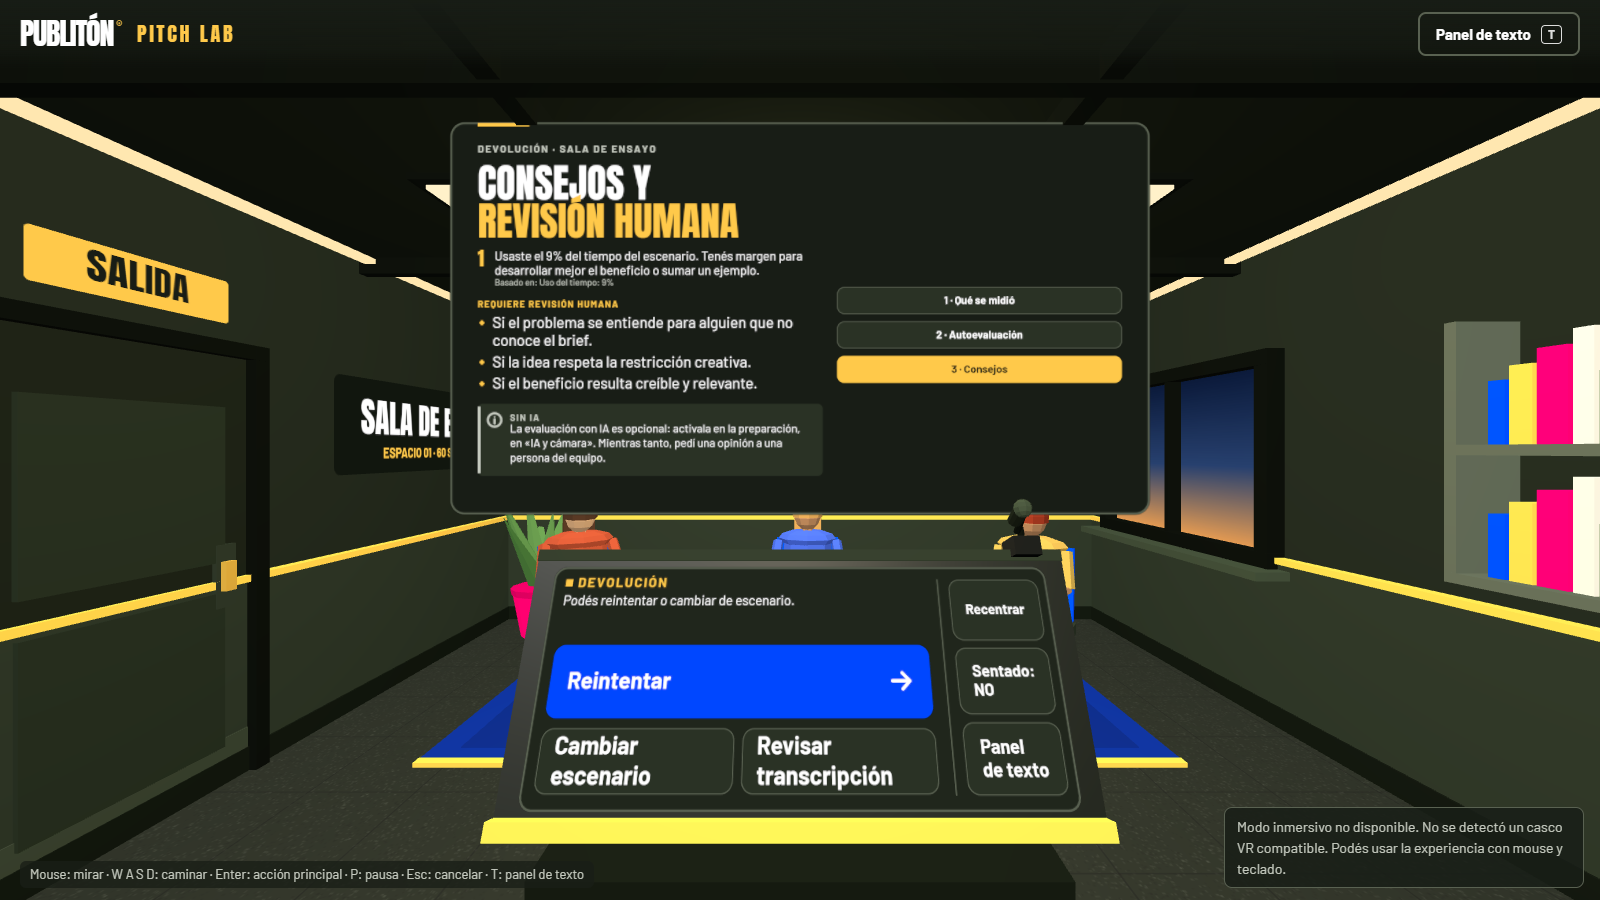 PUBLITÓN PITCH LAB
Panel de texto T
DEVOLUCIÓN · SALA DE ENSAYO
CONSEJOS Y
REVISIÓN HUMANA
1 Usaste el 9% del tiempo del escenario. Tenés margen para
desarrollar mejor el beneficio o sumar un ejemplo.
Basado en: Uso del tiempo: 9%
REQUIERE REVISIÓN HUMANA
Si el problema se entiende para alguien que no
conoce el brief.
Si la idea respeta la restricción creativa.
Si el beneficio resulta creíble y relevante.
SIN IA
La evaluación con IA es opcional: activala en la preparación,
en «IA y cámara». Mientras tanto, pedí una opinión a una
persona del equipo.
1 · Qué se midió
2 · Autoevaluación
3 · Consejos
SALIDA
SALA DE
ESPACIO 01 · 60
DEVOLUCIÓN
Podés reintentar o cambiar de escenario.
Reintentar →
Cambiar
escenario
Revisar
transcripción
Recentrar
Sentado:
NO
Panel
de texto
Mouse: mirar · W A S D: caminar · Enter: acción principal · P: pausa · Esc: cancelar · T: panel de texto
Modo inmersivo no disponible. No se detectó un casco
VR compatible. Podés usar la experiencia con mouse y
teclado.